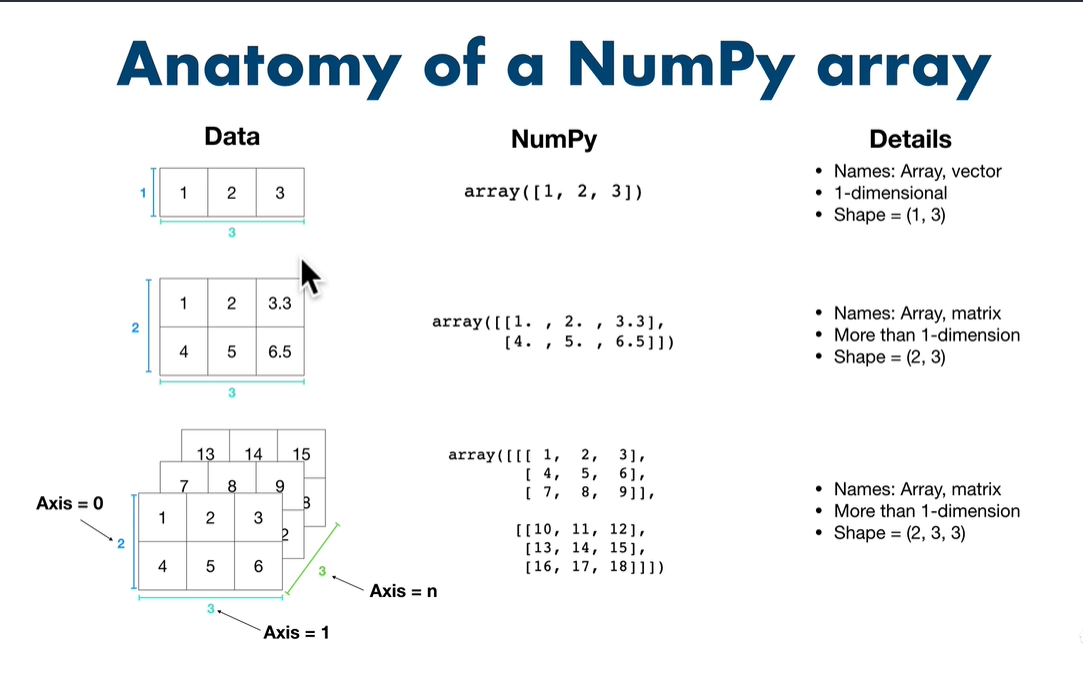 Anatomy of a NumPy array
Data
NumPy
Details
1
1 2 3
3
array([1, 2, 3])
• Names: Array, vector
• 1-dimensional
• Shape = (1, 3)
2
1 2 3.3
4 5 6.5
3
array([[1. , 2. , 3.3],
[4. , 5. , 6.5]])
• Names: Array, matrix
• More than 1-dimension
• Shape = (2, 3)
13 14 15
7 8 9
1 2 3
4 5 6
Axis = 0
2
3
Axis = 1
3
Axis = n
array([[[ 1, 2, 3],
[ 4, 5, 6],
[ 7, 8, 9]],
[[10, 11, 12],
[13, 14, 15],
[16, 17, 18]]])
• Names: Array, matrix
• More than 1-dimension
• Shape = (2, 3, 3)